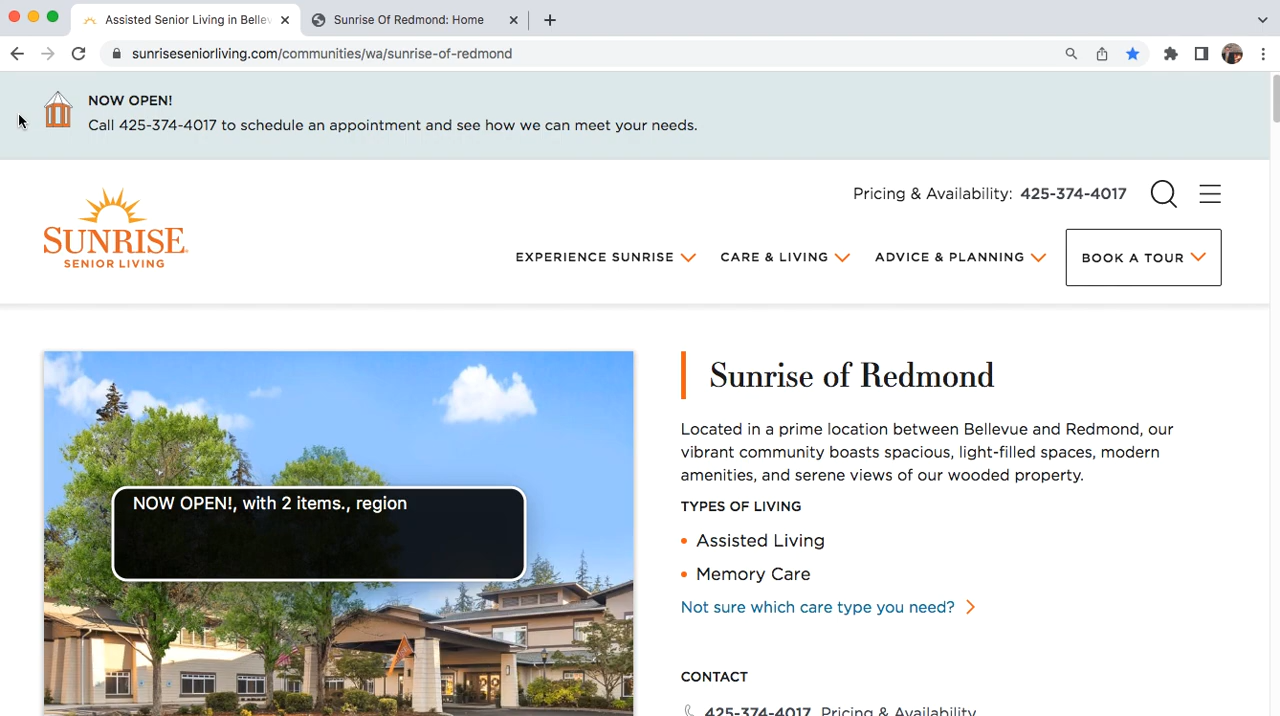 Assisted Senior Living in Bellev
Sunrise Of Redmond: Home
sunriseseniorliving.com/communities/wa/sunrise-of-redmond
NOW OPEN!
Call 425-374-4017 to schedule an appointment and see how we can meet your needs.
Pricing & Availability: 425-374-4017
SUNRISE
SENIOR LIVING
EXPERIENCE SUNRISE
CARE & LIVING
ADVICE & PLANNING
BOOK A TOUR
NOW OPEN!, with 2 items., region
Sunrise of Redmond
Located in a prime location between Bellevue and Redmond, our
vibrant community boasts spacious, light-filled spaces, modern
amenities, and serene views of our wooded property.
TYPES OF LIVING
Assisted Living
Memory Care
Not sure which care type you need?
CONTACT
425-374-4017 Pricing & Availability